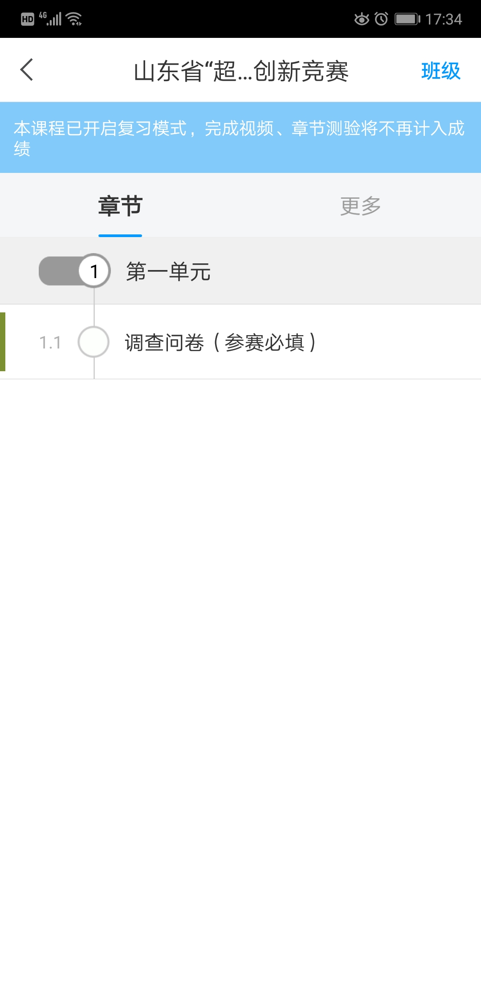 HD 4G 17:34
山东省“超...创新竞赛 班级
本课程已开启复习模式，完成视频、章节测验将不再计入成
绩
章节 更多
1 第一单元
1.1 调查问卷（参赛必填）